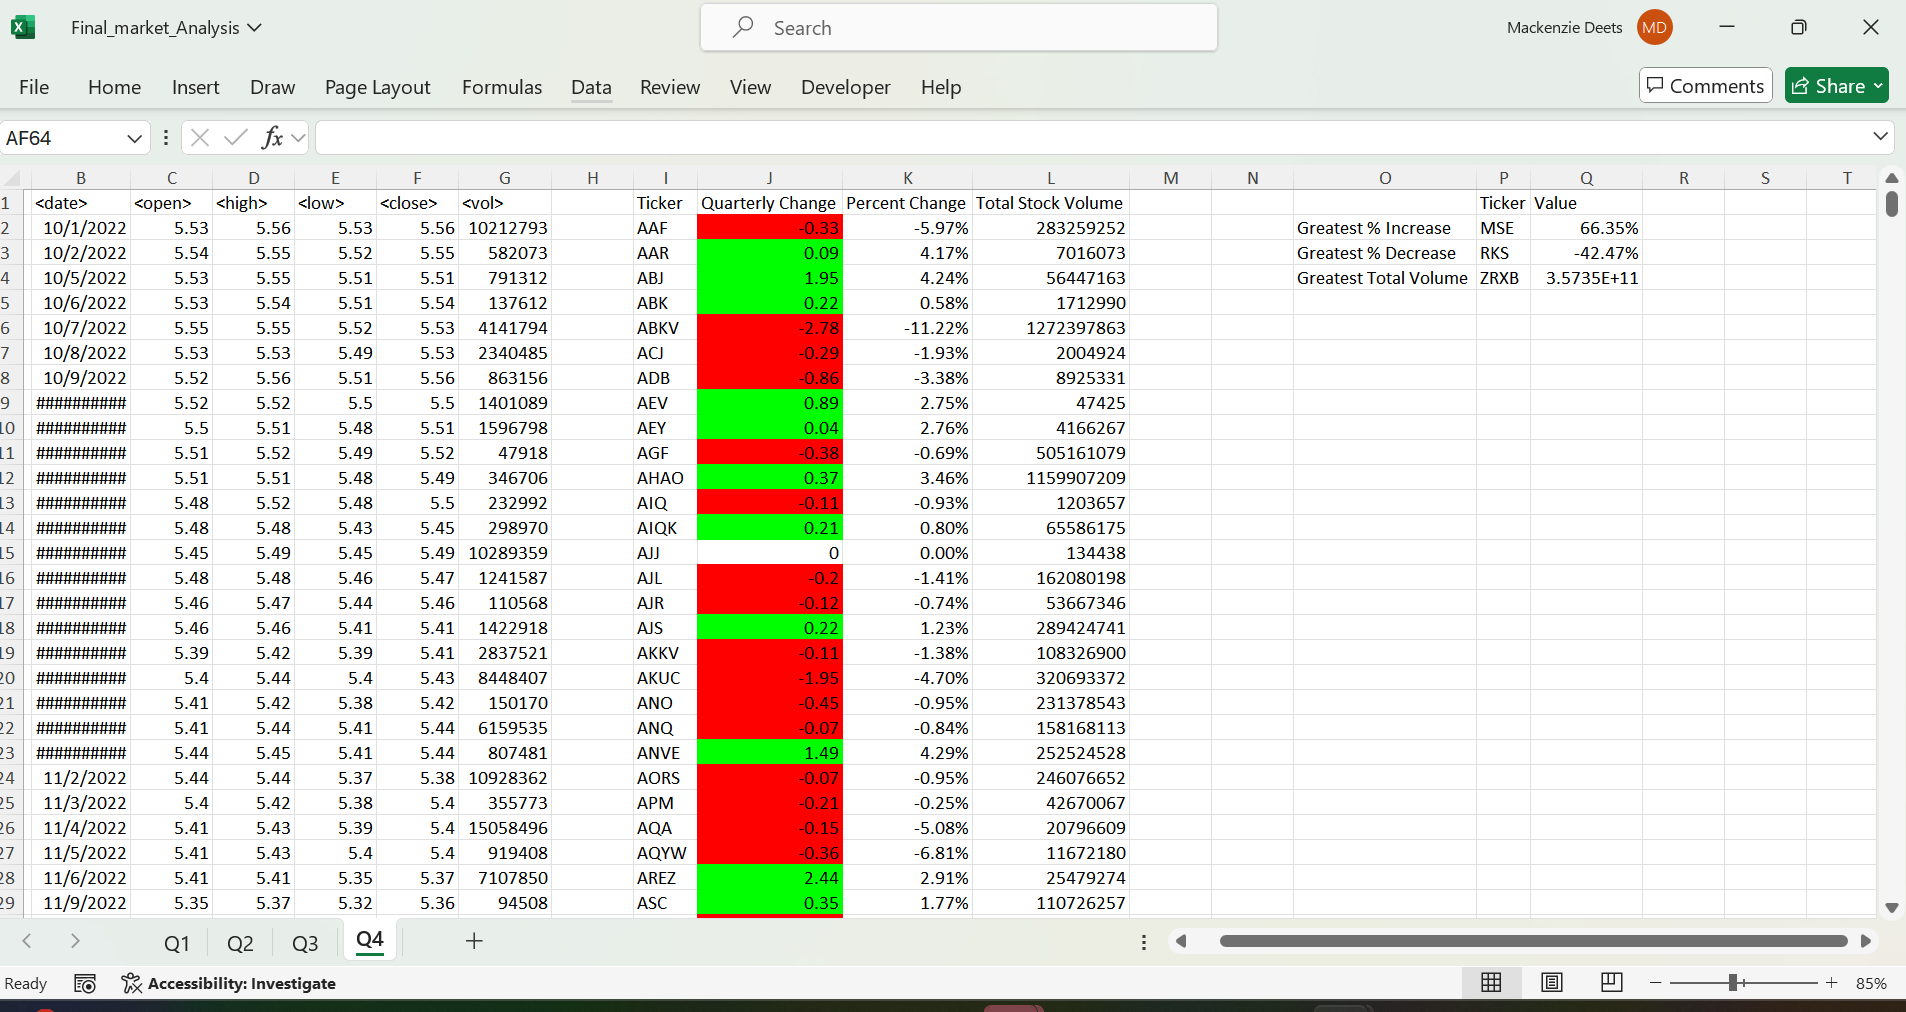 Final_market_Analysis
Search
Mackenzie Deets MD
File Home Insert Draw Page Layout Formulas Data Review View Developer Help Comments Share
AF64 fx
B C D E F G H I J K L M N O P Q R S T
1 <date> <open> <high> <low> <close> <vol> Ticker Quarterly Change Percent Change Total Stock Volume Ticker Value
2 10/1/2022 5.53 5.56 5.53 5.56 10212793 AAF -0.33 -5.97% 283259252 Greatest % Increase MSE 66.35%
3 10/2/2022 5.54 5.55 5.52 5.55 582073 AAR 0.09 4.17% 7016073 Greatest % Decrease RKS -42.47%
4 10/5/2022 5.53 5.55 5.51 5.51 791312 ABJ 1.95 4.24% 56447163 Greatest Total Volume ZRXB 3.5735E+11
5 10/6/2022 5.53 5.54 5.51 5.54 137612 ABK 0.22 0.58% 1712990
6 10/7/2022 5.55 5.55 5.52 5.53 4141794 ABKV -2.78 -11.22% 1272397863
7 10/8/2022 5.53 5.53 5.49 5.53 2340485 ACJ -0.29 -1.93% 2004924
8 10/9/2022 5.52 5.56 5.51 5.56 863156 ADB -0.86 -3.38% 8925331
9 ########## 5.52 5.52 5.5 5.5 1401089 AEV 0.89 2.75% 47425
10 ########## 5.5 5.51 5.48 5.51 1596798 AEY 0.04 2.76% 4166267
11 ########## 5.51 5.52 5.49 5.52 47918 AGF -0.38 -0.69% 505161079
12 ########## 5.51 5.51 5.48 5.49 346706 AHAO 0.37 3.46% 1159907209
13 ########## 5.48 5.52 5.48 5.5 232992 AIQ -0.11 -0.93% 1203657
14 ########## 5.48 5.48 5.43 5.45 298970 AIQK 0.21 0.80% 65586175
15 ########## 5.45 5.49 5.45 5.49 10289359 AJJ 0 0.00% 134438
16 ########## 5.48 5.48 5.46 5.47 1241587 AJL -0.2 -1.41% 162080198
17 ########## 5.46 5.47 5.44 5.46 110568 AJR -0.12 -0.74% 53667346
18 ########## 5.46 5.46 5.41 5.41 1422918 AJS 0.22 1.23% 289424741
19 ########## 5.39 5.42 5.39 5.41 2837521 AKKV -0.11 -1.38% 108326900
20 ########## 5.4 5.44 5.4 5.43 8448407 AKUC -1.95 -4.70% 320693372
21 ########## 5.41 5.42 5.38 5.42 150170 ANO -0.45 -0.95% 231378543
22 ########## 5.41 5.44 5.41 5.44 6159535 ANQ -0.07 -0.84% 158168113
23 ########## 5.44 5.45 5.41 5.44 807481 ANVE 1.49 4.29% 252524528
24 11/2/2022 5.44 5.44 5.37 5.38 10928362 AORS -0.07 -0.95% 246076652
25 11/3/2022 5.4 5.42 5.38 5.4 355773 APM -0.21 -0.25% 42670067
26 11/4/2022 5.41 5.43 5.39 5.4 15058496 AQA -0.15 -5.08% 20796609
27 11/5/2022 5.41 5.43 5.4 5.4 919408 AQYW -0.36 -6.81% 11672180
28 11/6/2022 5.41 5.41 5.35 5.37 7107850 AREZ 2.44 2.91% 25479274
29 11/9/2022 5.35 5.37 5.32 5.36 94508 ASC 0.35 1.77% 110726257
Q1 Q2 Q3 Q4
Ready Accessibility: Investigate 85%